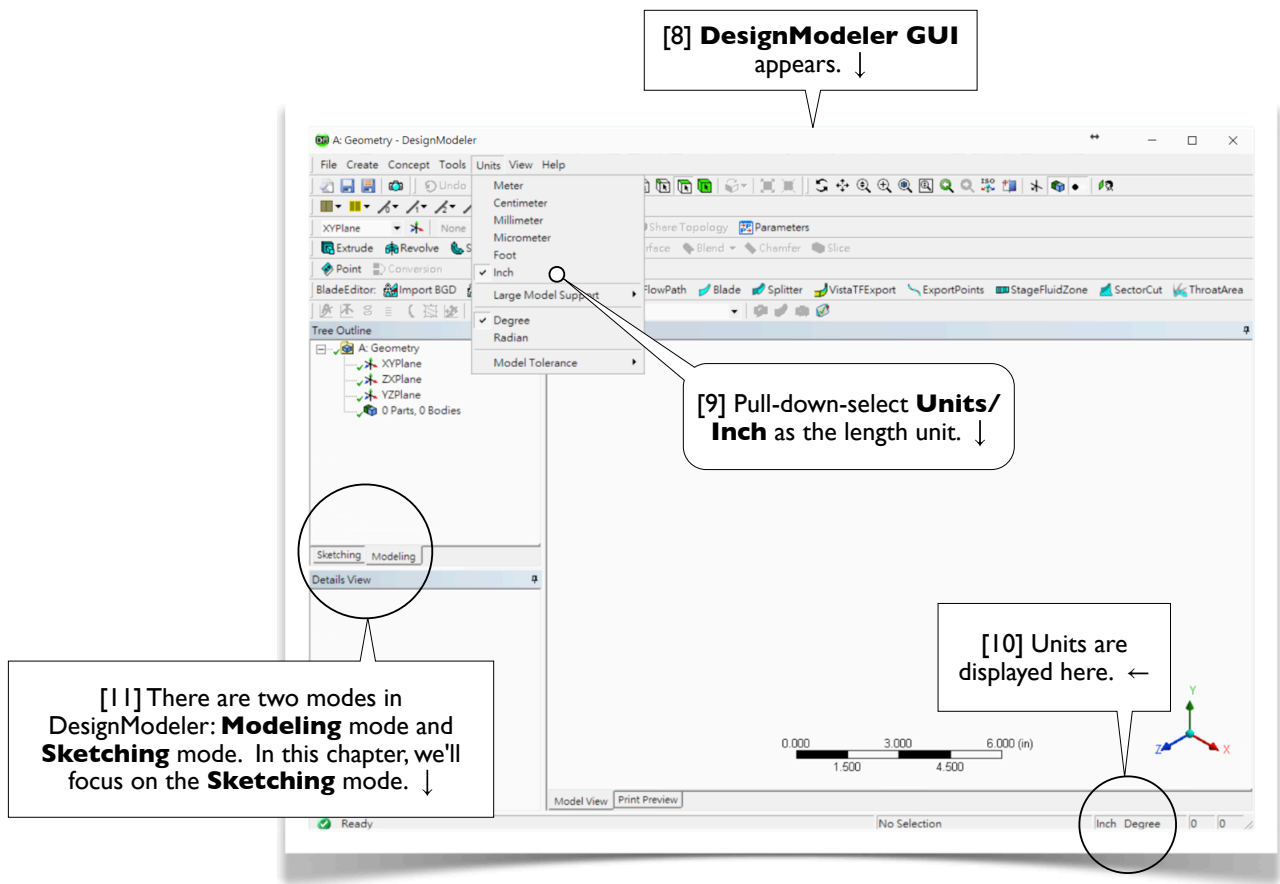 [8] DesignModeler GUI
appears. ↓
A: Geometry - DesignModeler
File Create Concept Tools Units View Help
Undo
Meter
Centimeter
Millimeter
Micrometer
Foot
Inch
Large Model Support
Degree
Radian
Model Tolerance
XYPlane None Share Topology Parameters
Extrude Revolve S rface Blend Chamfer Slice
Point Conversion
BladeEditor: Import BGD FlowPath Blade Splitter VistaTFExport ExportPoints StageFluidZone SectorCut ThroatArea
Tree Outline
A: Geometry
XYPlane
ZXPlane
YZPlane
0 Parts, 0 Bodies
[9] Pull-down-select Units/
Inch as the length unit. ↓
Sketching Modeling
Details View
[10] Units are
displayed here. ←
[11] There are two modes in
DesignModeler: Modeling mode and
Sketching mode. In this chapter, we'll
focus on the Sketching mode. ↓
Y
Z X
0.000 3.000 6.000 (in)
1.500 4.500
Model View Print Preview
Ready No Selection Inch Degree 0 0